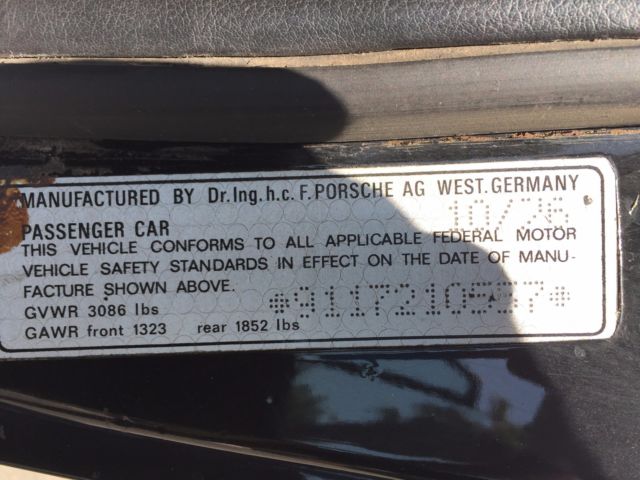 MANUFACTURED BY Dr.Ing.h.c. F.PORSCHE AG WEST.GERMANY
PASSENGER CAR
THIS VEHICLE CONFORMS TO ALL APPLICABLE FEDERAL MOTOR
VEHICLE SAFETY STANDARDS IN EFFECT ON THE DATE OF MANU-
FACTURE SHOWN ABOVE.
GVWR 3086 lbs
GAWR front 1323 rear 1852 lbs